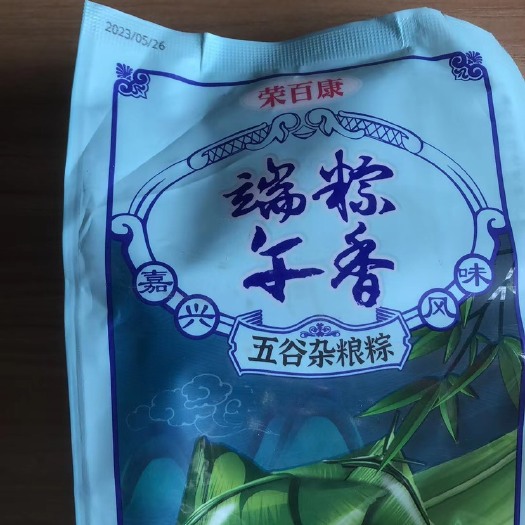 2023/05/26
荣百康
端午
粽香
嘉兴
风味
五谷杂粮粽